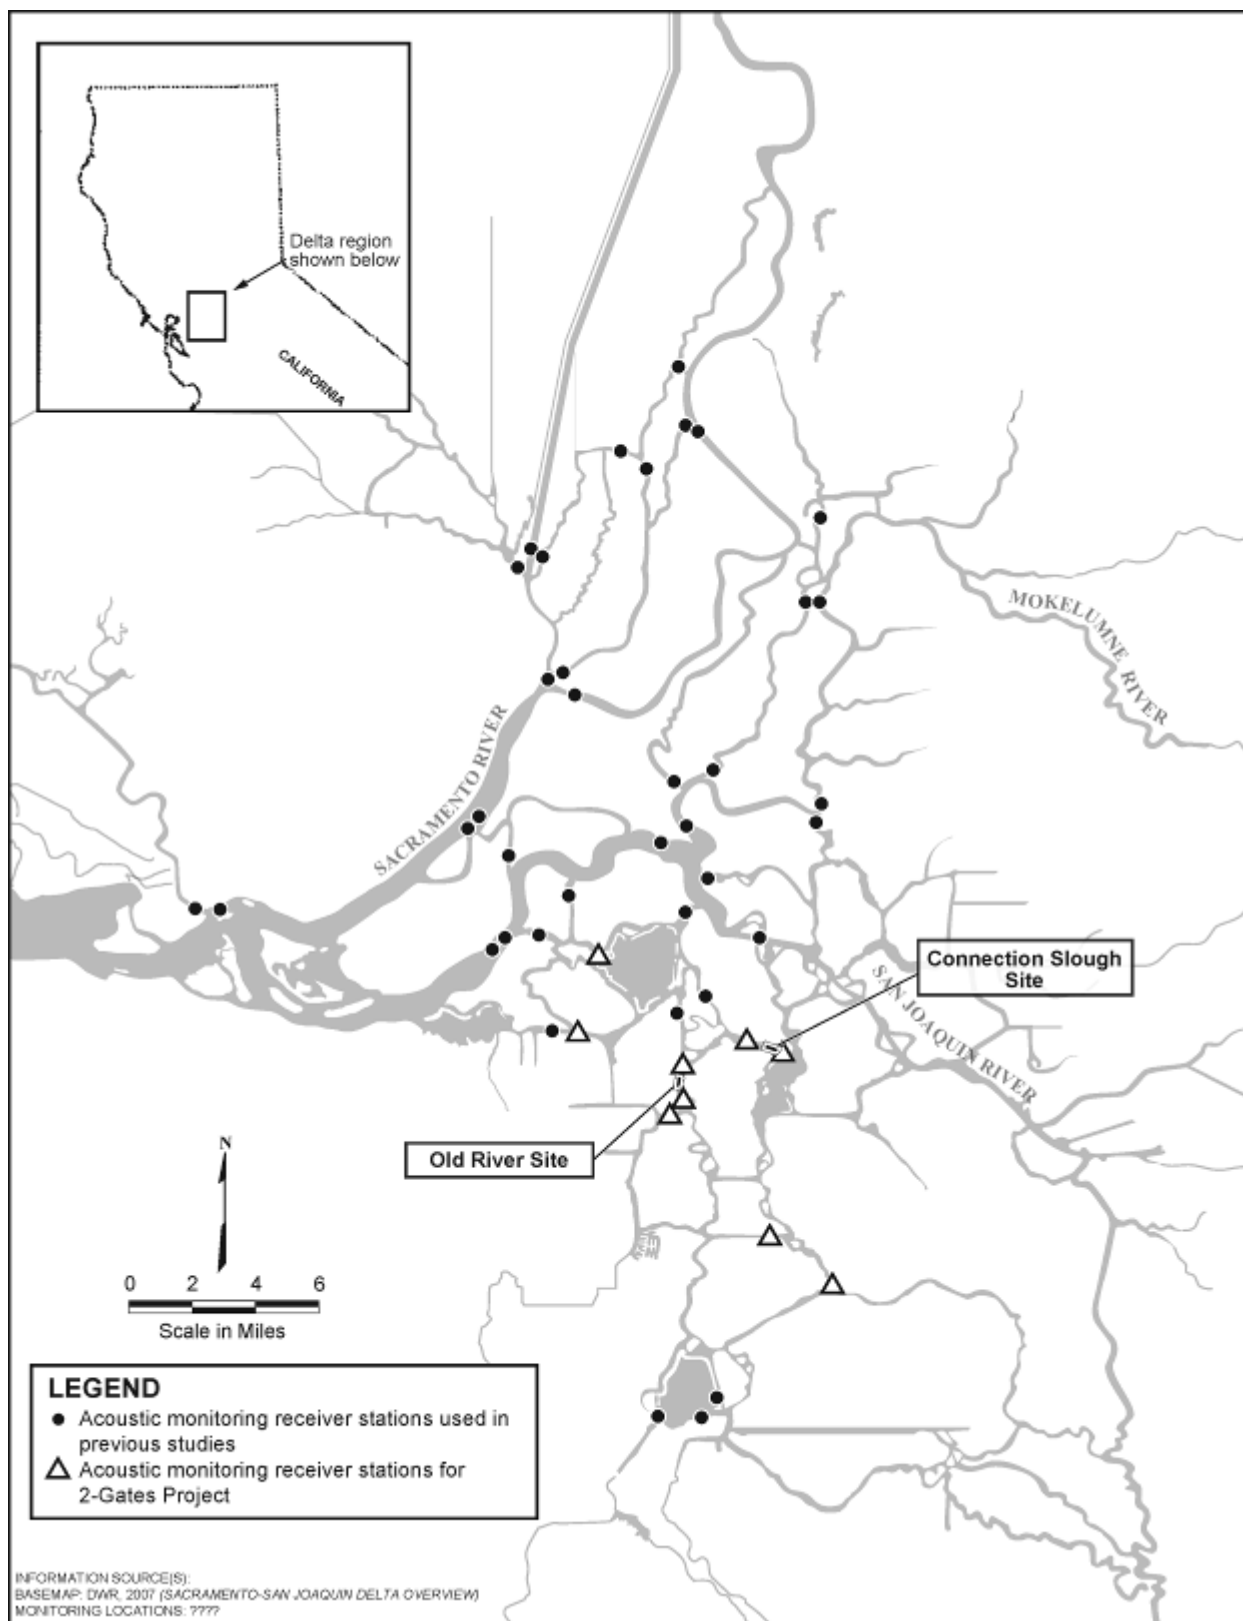 Delta region
shown below
CALIFORNIA
MOKELUMNE
RIVER
SACRAMENTO RIVER
Connection Slough
Site
SAN JOAQUIN RIVER
Old River Site
N
0 2 4 6
Scale in Miles
LEGEND
Acoustic monitoring receiver stations used in
previous studies
Acoustic monitoring receiver stations for
2-Gates Project
INFORMATION SOURCE(S):
BASEMAP: DWR, 2007 (SACRAMENTO-SAN JOAQUIN DELTA OVERVIEW)
MONITORING LOCATIONS: ????